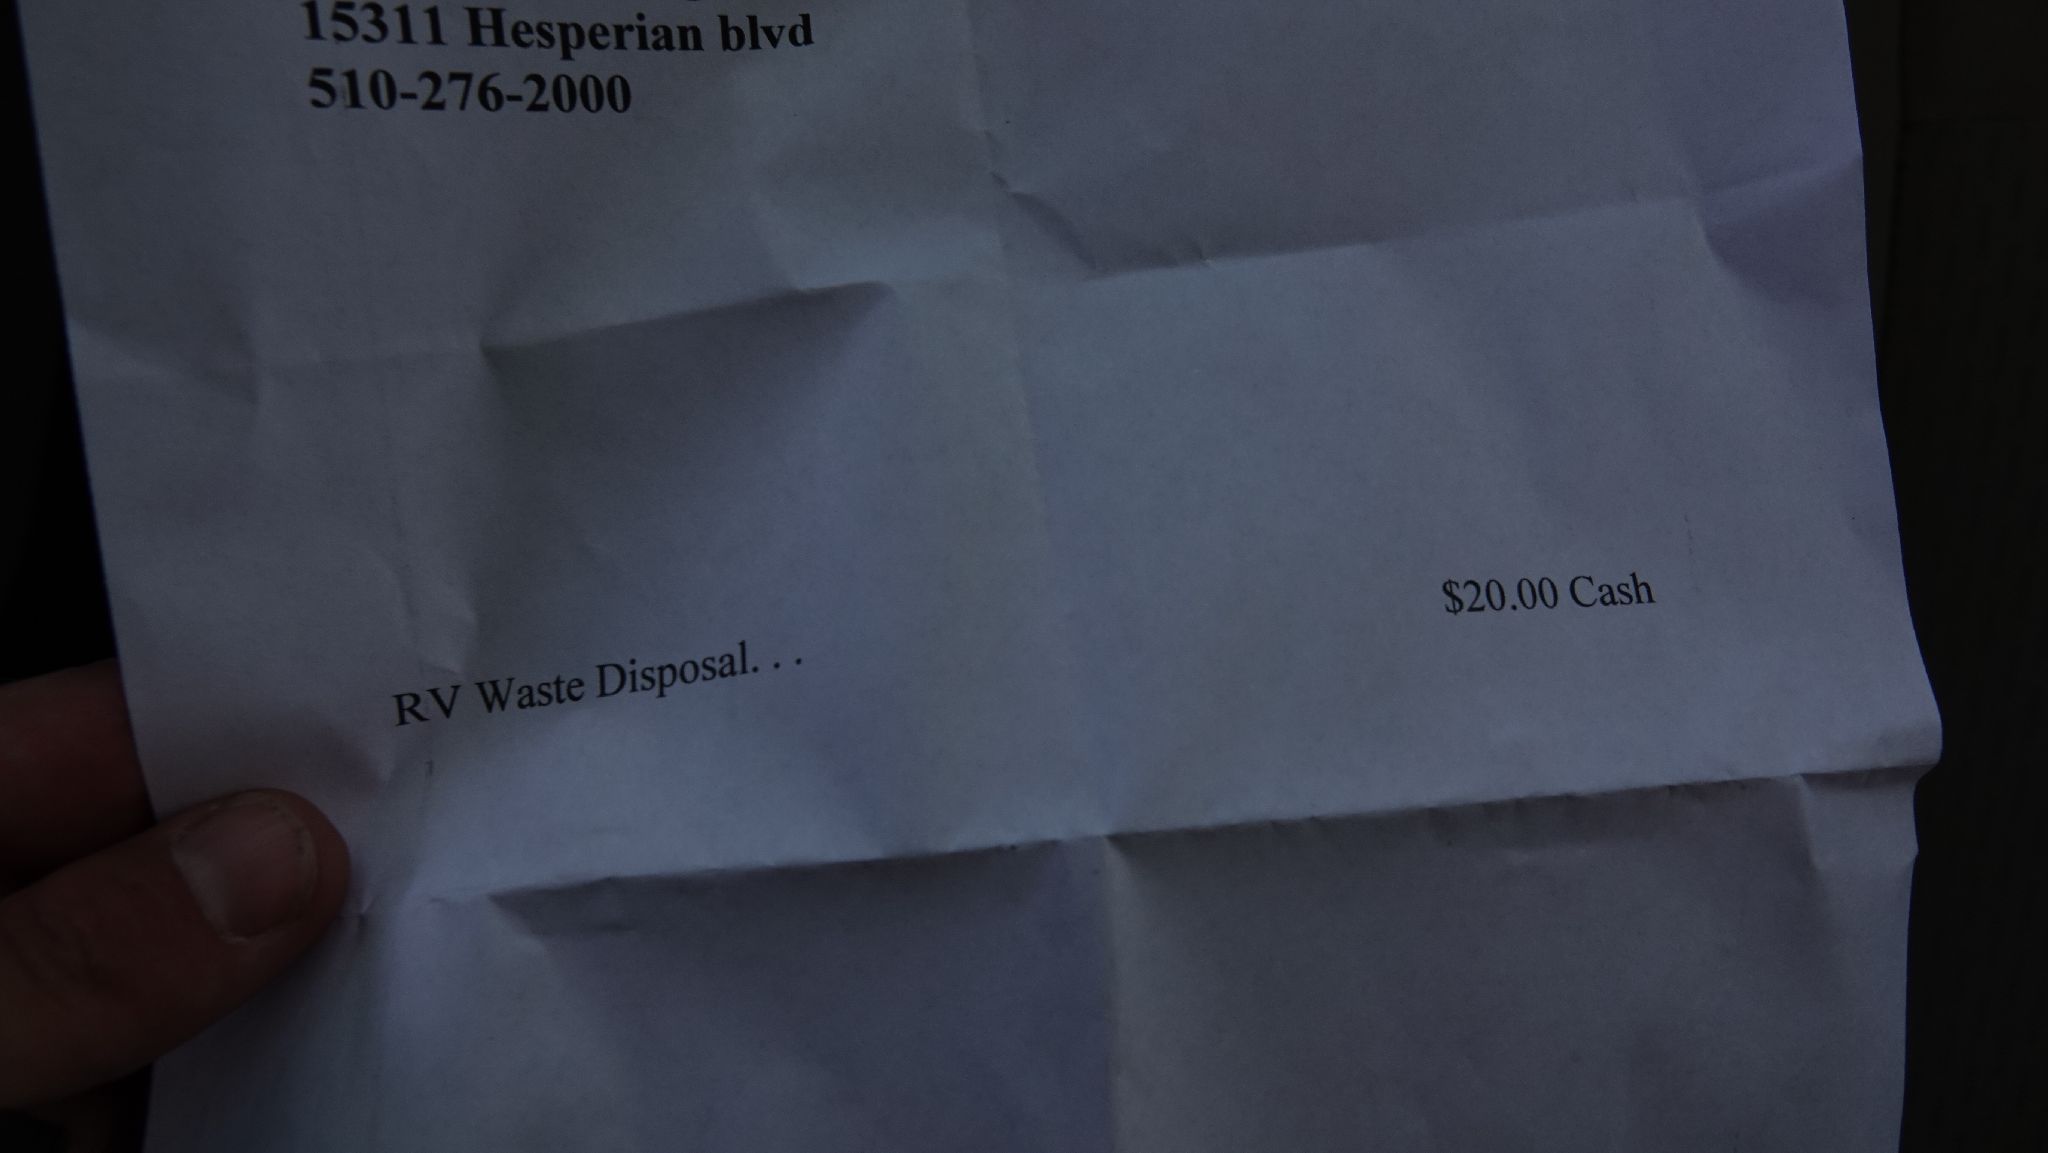 15311 Hesperian blvd
510-276-2000
$20.00 Cash
RV Waste Disposal. . .